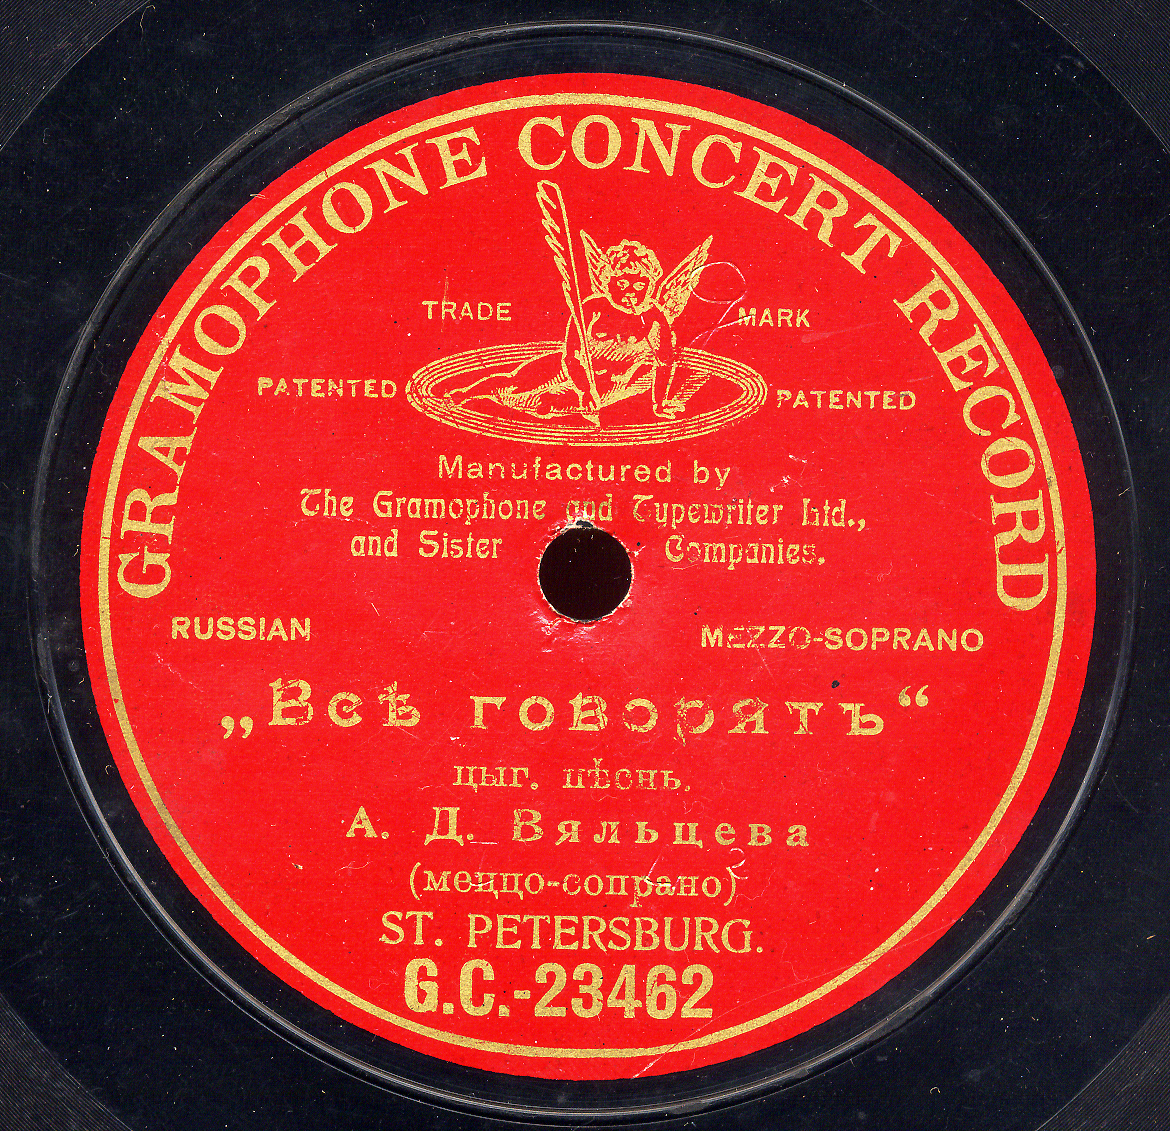 GRAMOPHONE CONCERT RECORD
TRADE MARK
PATENTED PATENTED
Manufactured by
The Gramophone and Typewriter Ltd.,
and Sister Companies.
RUSSIAN MEZZO-SOPRANO
„Всѣ говорятъ“
цыг. пѣснь.
А. Д. Вяльцева
(меццо-сопрано)
ST. PETERSBURG.
G.C.-23462